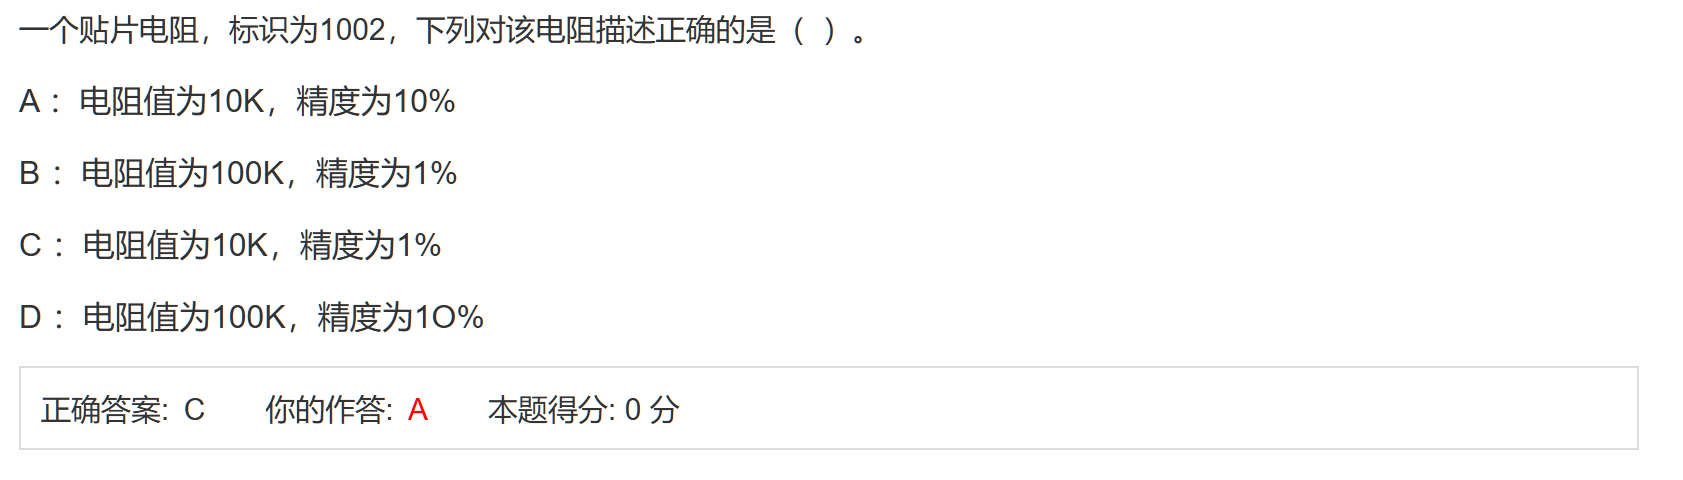 一个贴片电阻，标识为1002，下列对该电阻描述正确的是（ ）。
A： 电阻值为10K，精度为10%
B： 电阻值为100K，精度为1%
C： 电阻值为10K，精度为1%
D： 电阻值为100K，精度为1O%
正确答案: C 你的作答: A 本题得分: 0 分